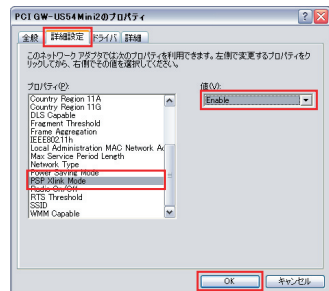 PCI GW-US54Mini2のプロパティ
全般 詳細設定 ドライバ 詳細
このネットワーク アダプタでは次のプロパティを利用できます。左側で変更するプロパティをク
リックしてから、右側でその値を選択してください。
プロパティ(P):
値(V):
Country Region 11A
Country Region 11G
DLS Capable
Fragment Threshold
Frame Aggregation
IEEE802.11h
Local Administration MAC Network Ac
Max Service Period Length
Network Type
Power Saving Mode
PSP Xlink Mode
Radio On/Off
RTS Threshold
SSID
WMM Capable
Enable
OK
キャンセル